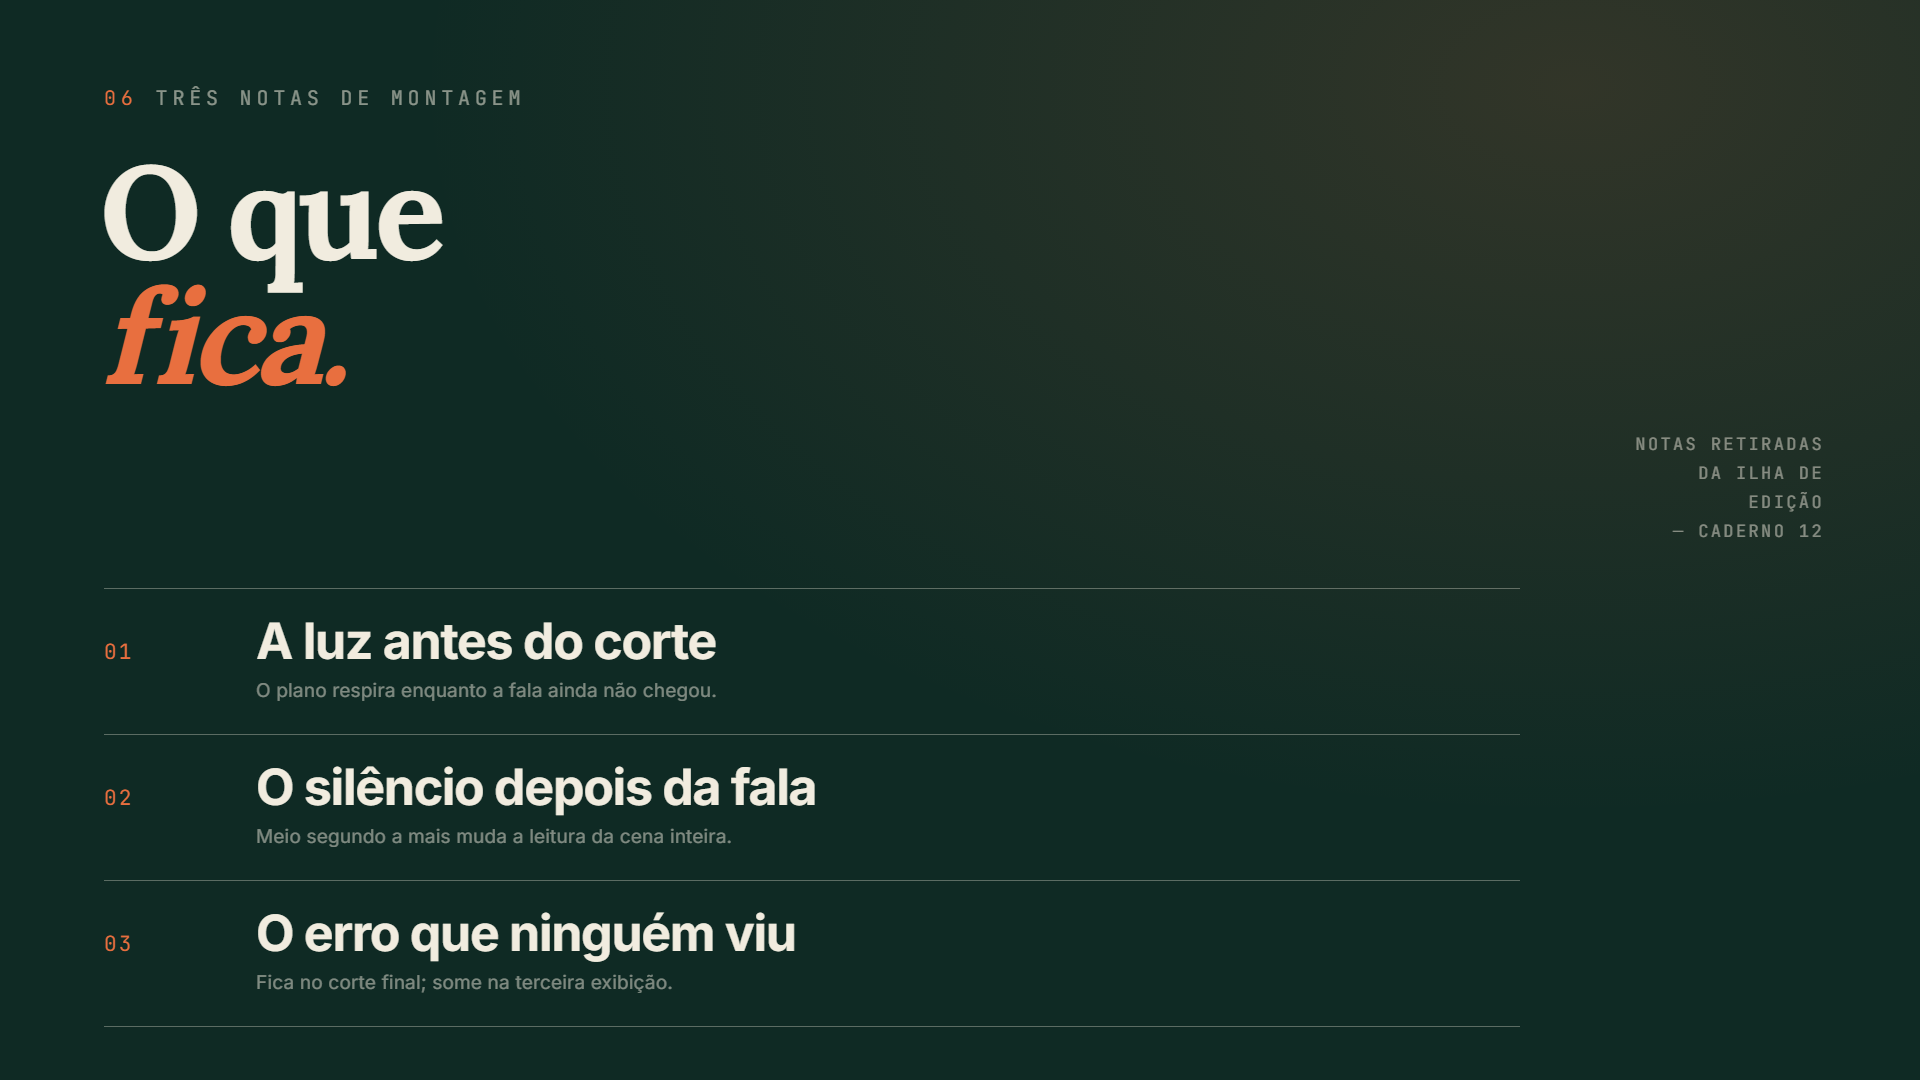 06 TRÊS NOTAS DE MONTAGEM
O que
fica.
NOTAS RETIRADAS
DA ILHA DE
EDIÇÃO
— CADERNO 12
01
A luz antes do corte
O plano respira enquanto a fala ainda não chegou.
02
O silêncio depois da fala
Meio segundo a mais muda a leitura da cena inteira.
03
O erro que ninguém viu
Fica no corte final; some na terceira exibição.